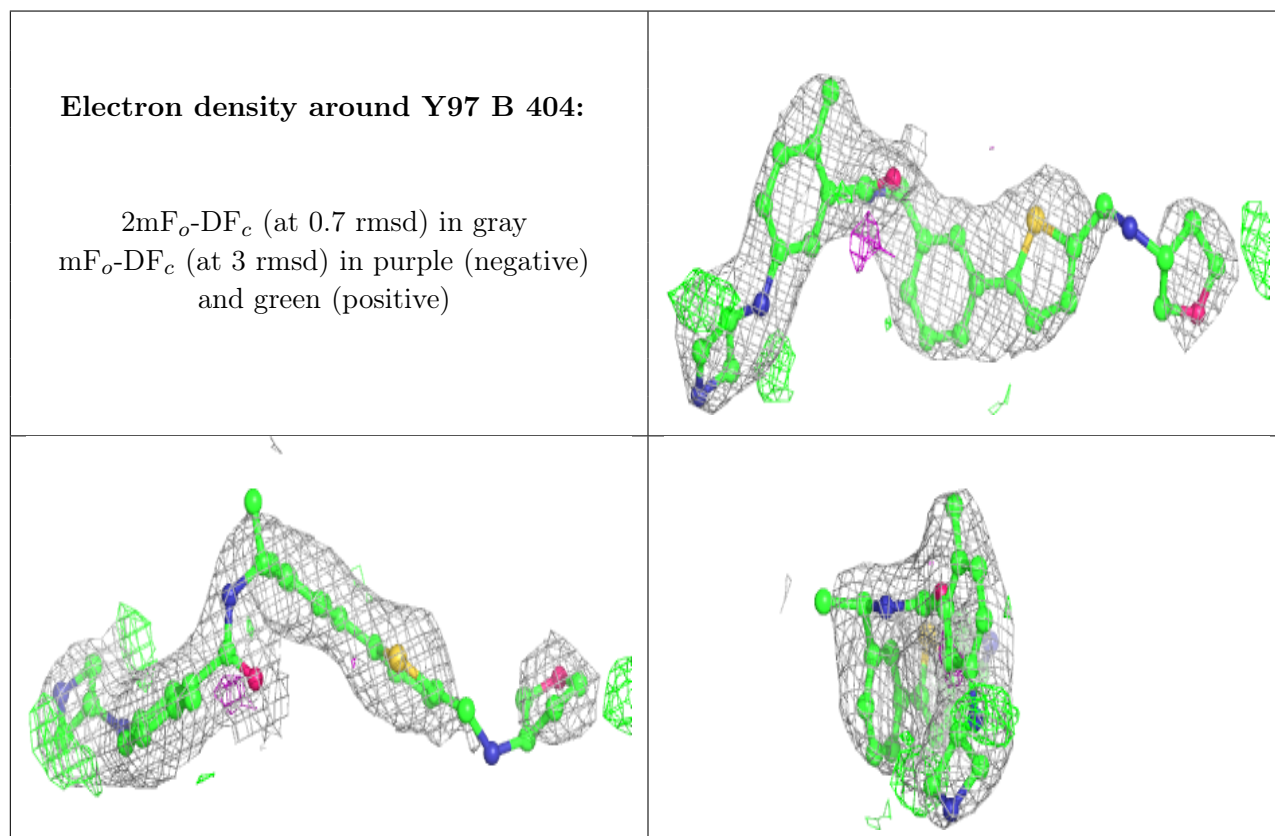 Electron density around Y97 B 404:
2mFₒ-DF𝒸 (at 0.7 rmsd) in gray
mFₒ-DF𝒸 (at 3 rmsd) in purple (negative)
and green (positive)